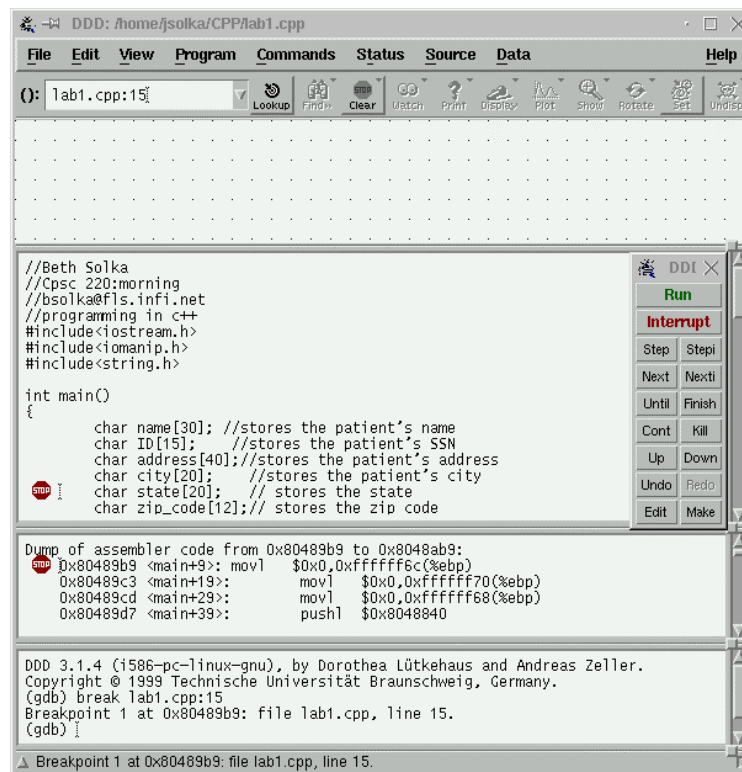 DDD: /home/jsolka/CPP/lab1.cpp
File Edit View Program Commands Status Source Data Help
(): lab1.cpp:15
Lookup Find» Clear Watch Print Display Plot Show Rotate Set Undisp
//Beth Solka
//Cpsc 220:morning
//bsolka@fls.infi.net
//programming in c++
#include<iostream.h>
#include<iomanip.h>
#include<string.h>
int main()
{
char name[30]; //stores the patient's name
char ID[15]; //stores the patient's SSN
char address[40];//stores the patient's address
char city[20]; //stores the patient's city
STOP char state[20]; // stores the state
char zip_code[12];// stores the zip code
DDD
Run
Interrupt
Step Stepi
Next Nexti
Until Finish
Cont Kill
Up Down
Undo Redo
Edit Make
Dump of assembler code from 0x80489b9 to 0x8048ab9:
STOP 0x80489b9 <main+9>: movl $0x0,0xffffff6c(%ebp)
0x80489c3 <main+19>: movl $0x0,0xffffff70(%ebp)
0x80489cd <main+29>: movl $0x0,0xffffff68(%ebp)
0x80489d7 <main+39>: pushl $0x8048840
DDD 3.1.4 (i586-pc-linux-gnu), by Dorothea Lütkehaus and Andreas Zeller.
Copyright © 1999 Technische Universität Braunschweig, Germany.
(gdb) break lab1.cpp:15
Breakpoint 1 at 0x80489b9: file lab1.cpp, line 15.
(gdb)
Breakpoint 1 at 0x80489b9: file lab1.cpp, line 15.